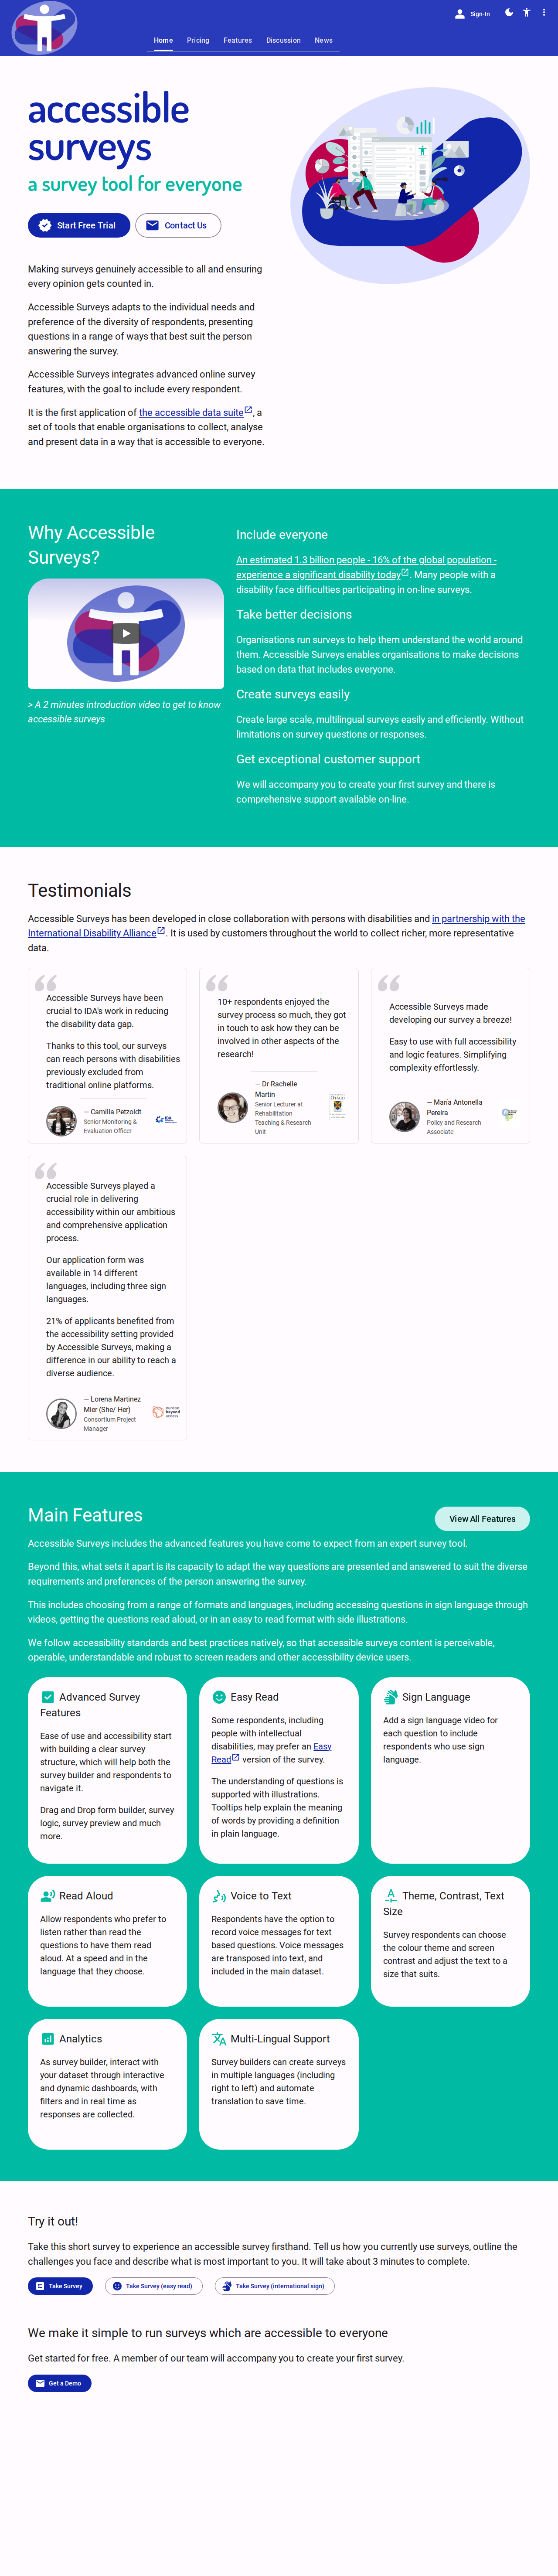 Sign-In
Home Pricing Features Discussion News
accessible
surveys
a survey tool for everyone
Start Free Trial
Contact Us
Making surveys genuinely accessible to all and ensuring
every opinion gets counted in.
Accessible Surveys adapts to the individual needs and
preference of the diversity of respondents, presenting
questions in a range of ways that best suit the person
answering the survey.
Accessible Surveys integrates advanced online survey
features, with the goal to include every respondent.
It is the first application of the accessible data suite, a
set of tools that enable organisations to collect, analyse
and present data in a way that is accessible to everyone.
Why Accessible
Surveys?
> A 2 minutes introduction video to get to know
accessible surveys
Include everyone
An estimated 1.3 billion people - 16% of the global population -
experience a significant disability today. Many people with a
disability face difficulties participating in on-line surveys.
Take better decisions
Organisations run surveys to help them understand the world around
them. Accessible Surveys enables organisations to make decisions
based on data that includes everyone.
Create surveys easily
Create large scale, multilingual surveys easily and efficiently. Without
limitations on survey questions or responses.
Get exceptional customer support
We will accompany you to create your first survey and there is
comprehensive support available on-line.
Testimonials
Accessible Surveys has been developed in close collaboration with persons with disabilities and in partnership with the
International Disability Alliance. It is used by customers throughout the world to collect richer, more representative
data.
Accessible Surveys have been
crucial to IDA's work in reducing
the disability data gap.
Thanks to this tool, our surveys
can reach persons with disabilities
previously excluded from
traditional online platforms.
— Camilla Petzoldt
Senior Monitoring &
Evaluation Officer
10+ respondents enjoyed the
survey process so much, they got
in touch to ask how they can be
involved in other aspects of the
research!
— Dr Rachelle
Martin
Senior Lecturer at
Rehabilitation
Teaching & Research
Unit
Accessible Surveys made
developing our survey a breeze!
Easy to use with full accessibility
and logic features. Simplifying
complexity effortlessly.
— María Antonella
Pereira
Policy and Research
Associate
Accessible Surveys played a
crucial role in delivering
accessibility within our ambitious
and comprehensive application
process.
Our application form was
available in 14 different
languages, including three sign
languages.
21% of applicants benefited from
the accessibility setting provided
by Accessible Surveys, making a
difference in our ability to reach a
diverse audience.
— Lorena Martinez
Mier (She/ Her)
Consortium Project
Manager
europe
beyond
access
Main Features
View All Features
Accessible Surveys includes the advanced features you have come to expect from an expert survey tool.
Beyond this, what sets it apart is its capacity to adapt the way questions are presented and answered to suit the diverse
requirements and preferences of the person answering the survey.
This includes choosing from a range of formats and languages, including accessing questions in sign language through
videos, getting the questions read aloud, or in an easy to read format with side illustrations.
We follow accessibility standards and best practices natively, so that accessible surveys content is perceivable,
operable, understandable and robust to screen readers and other accessibility device users.
Advanced Survey
Features
Ease of use and accessibility start
with building a clear survey
structure, which will help both the
survey builder and respondents to
navigate it.
Drag and Drop form builder, survey
logic, survey preview and much
more.
Easy Read
Some respondents, including
people with intellectual
disabilities, may prefer an Easy
Read version of the survey.
The understanding of questions is
supported with illustrations.
Tooltips help explain the meaning
of words by providing a definition
in plain language.
Sign Language
Add a sign language video for
each question to include
respondents who use sign
language.
Read Aloud
Allow respondents who prefer to
listen rather than read the
questions to have them read
aloud. At a speed and in the
language that they choose.
Voice to Text
Respondents have the option to
record voice messages for text
based questions. Voice messages
are transposed into text, and
included in the main dataset.
Theme, Contrast, Text
Size
Survey respondents can choose
the colour theme and screen
contrast and adjust the text to a
size that suits.
Analytics
As survey builder, interact with
your dataset through interactive
and dynamic dashboards, with
filters and in real time as
responses are collected.
Multi-Lingual Support
Survey builders can create surveys
in multiple languages (including
right to left) and automate
translation to save time.
Try it out!
Take this short survey to experience an accessible survey firsthand. Tell us how you currently use surveys, outline the
challenges you face and describe what is most important to you. It will take about 3 minutes to complete.
Take Survey
Take Survey (easy read)
Take Survey (international sign)
We make it simple to run surveys which are accessible to everyone
Get started for free. A member of our team will accompany you to create your first survey.
Get a Demo